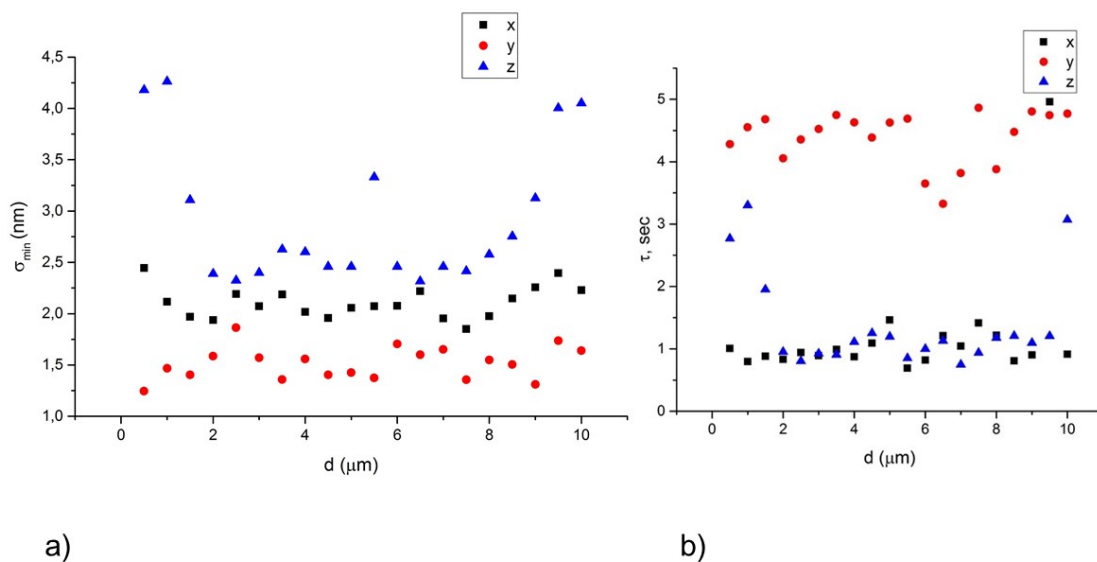 x
y
z
4,5
4,0
3,5
3,0
2,5
2,0
1,5
1,0
σmin (nm)
0 2 4 6 8 10
d (μm)
a)
x
y
z
5
4
3
2
1
0
τ, sec
0 2 4 6 8 10
d (μm)
b)